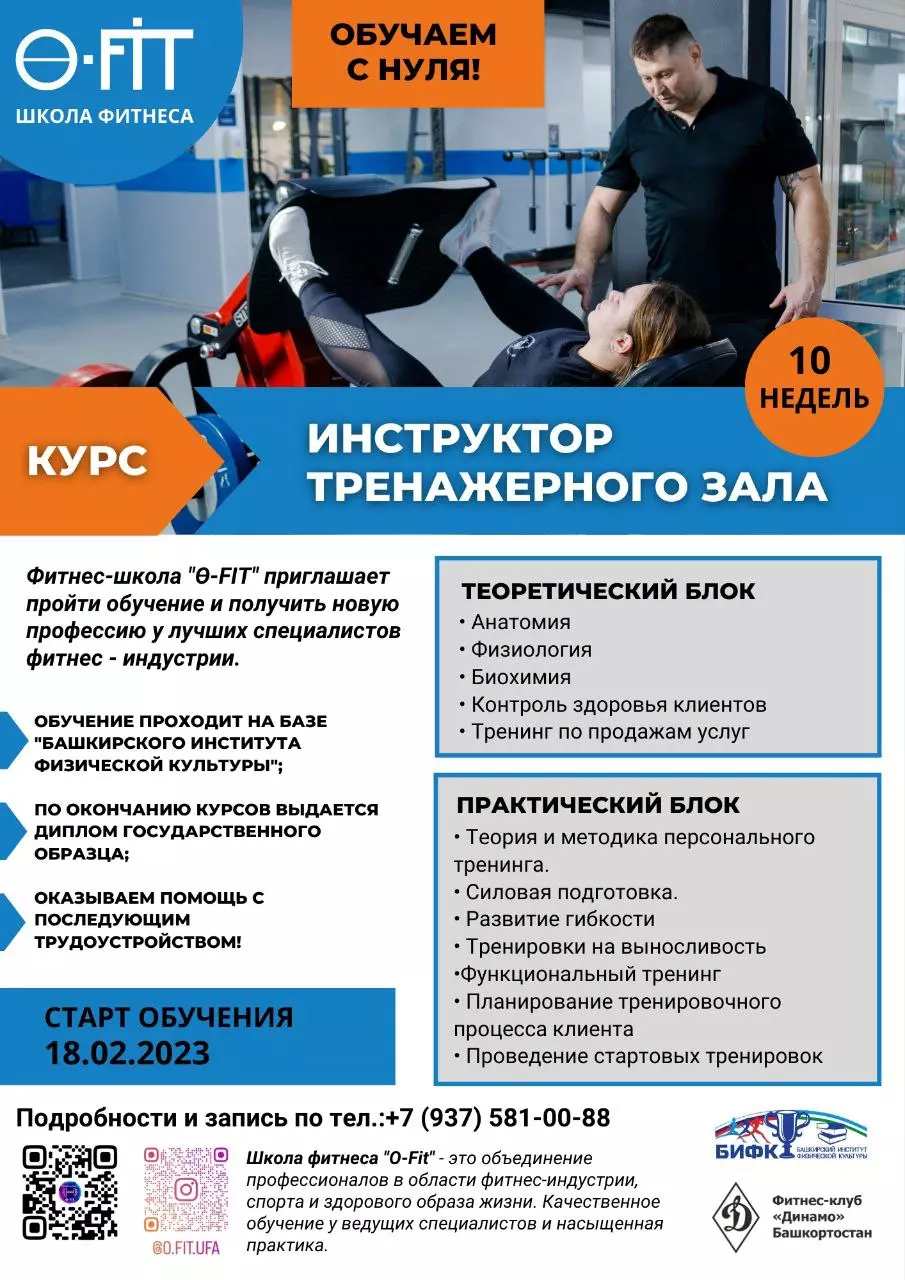 Ө·FIT
ШКОЛА ФИТНЕСА
ОБУЧАЕМ
С НУЛЯ!
10
НЕДЕЛЬ
КУРС
ИНСТРУКТОР
ТРЕНАЖЕРНОГО ЗАЛА
Фитнес-школа "Ө-FIT" приглашает
пройти обучение и получить новую
профессию у лучших специалистов
фитнес - индустрии.
ОБУЧЕНИЕ ПРОХОДИТ НА БАЗЕ
"БАШКИРСКОГО ИНСТИТУТА
ФИЗИЧЕСКОЙ КУЛЬТУРЫ";
ПО ОКОНЧАНИЮ КУРСОВ ВЫДАЕТСЯ
ДИПЛОМ ГОСУДАРСТВЕННОГО
ОБРАЗЦА;
ОКАЗЫВАЕМ ПОМОЩЬ С
ПОСЛЕДУЮЩИМ
ТРУДОУСТРОЙСТВОМ!
СТАРТ ОБУЧЕНИЯ
18.02.2023
ТЕОРЕТИЧЕСКИЙ БЛОК
• Анатомия
• Физиология
• Биохимия
• Контроль здоровья клиентов
• Тренинг по продажам услуг
ПРАКТИЧЕСКИЙ БЛОК
• Теория и методика персонального
тренинга.
• Силовая подготовка.
• Развитие гибкости
• Тренировки на выносливость
•Функциональный тренинг
• Планирование тренировочного
процесса клиента
• Проведение стартовых тренировок
Подробности и запись по тел.:+7 (937) 581-00-88
Школа фитнеса "O-Fit" - это объединение
профессионалов в области фитнес-индустрии,
спорта и здорового образа жизни. Качественное
обучение у ведущих специалистов и насыщенная
практика.
@O.FIT.UFA
БИФК
БАШКИРСКИЙ ИНСТИТУТ
ФИЗИЧЕСКОЙ КУЛЬТУРЫ
Д
Фитнес-клуб
«Динамо»
Башкортостан